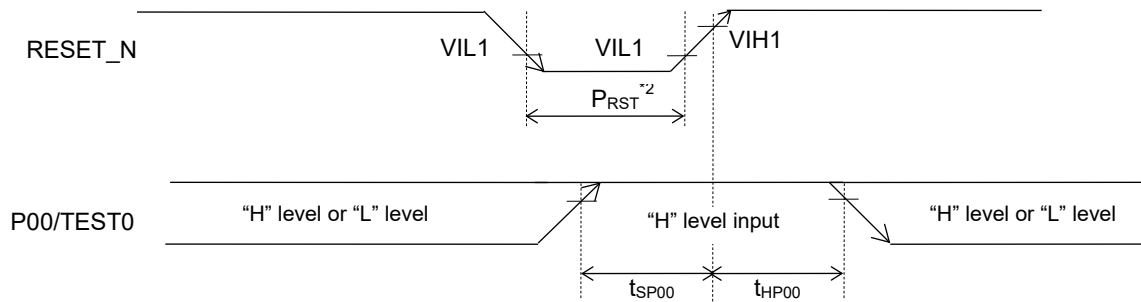 RESET_N
VIL1
VIL1
VIH1
PRST*2
P00/TEST0
“H” level or “L” level
“H” level input
“H” level or “L” level
tSP00
tHP00